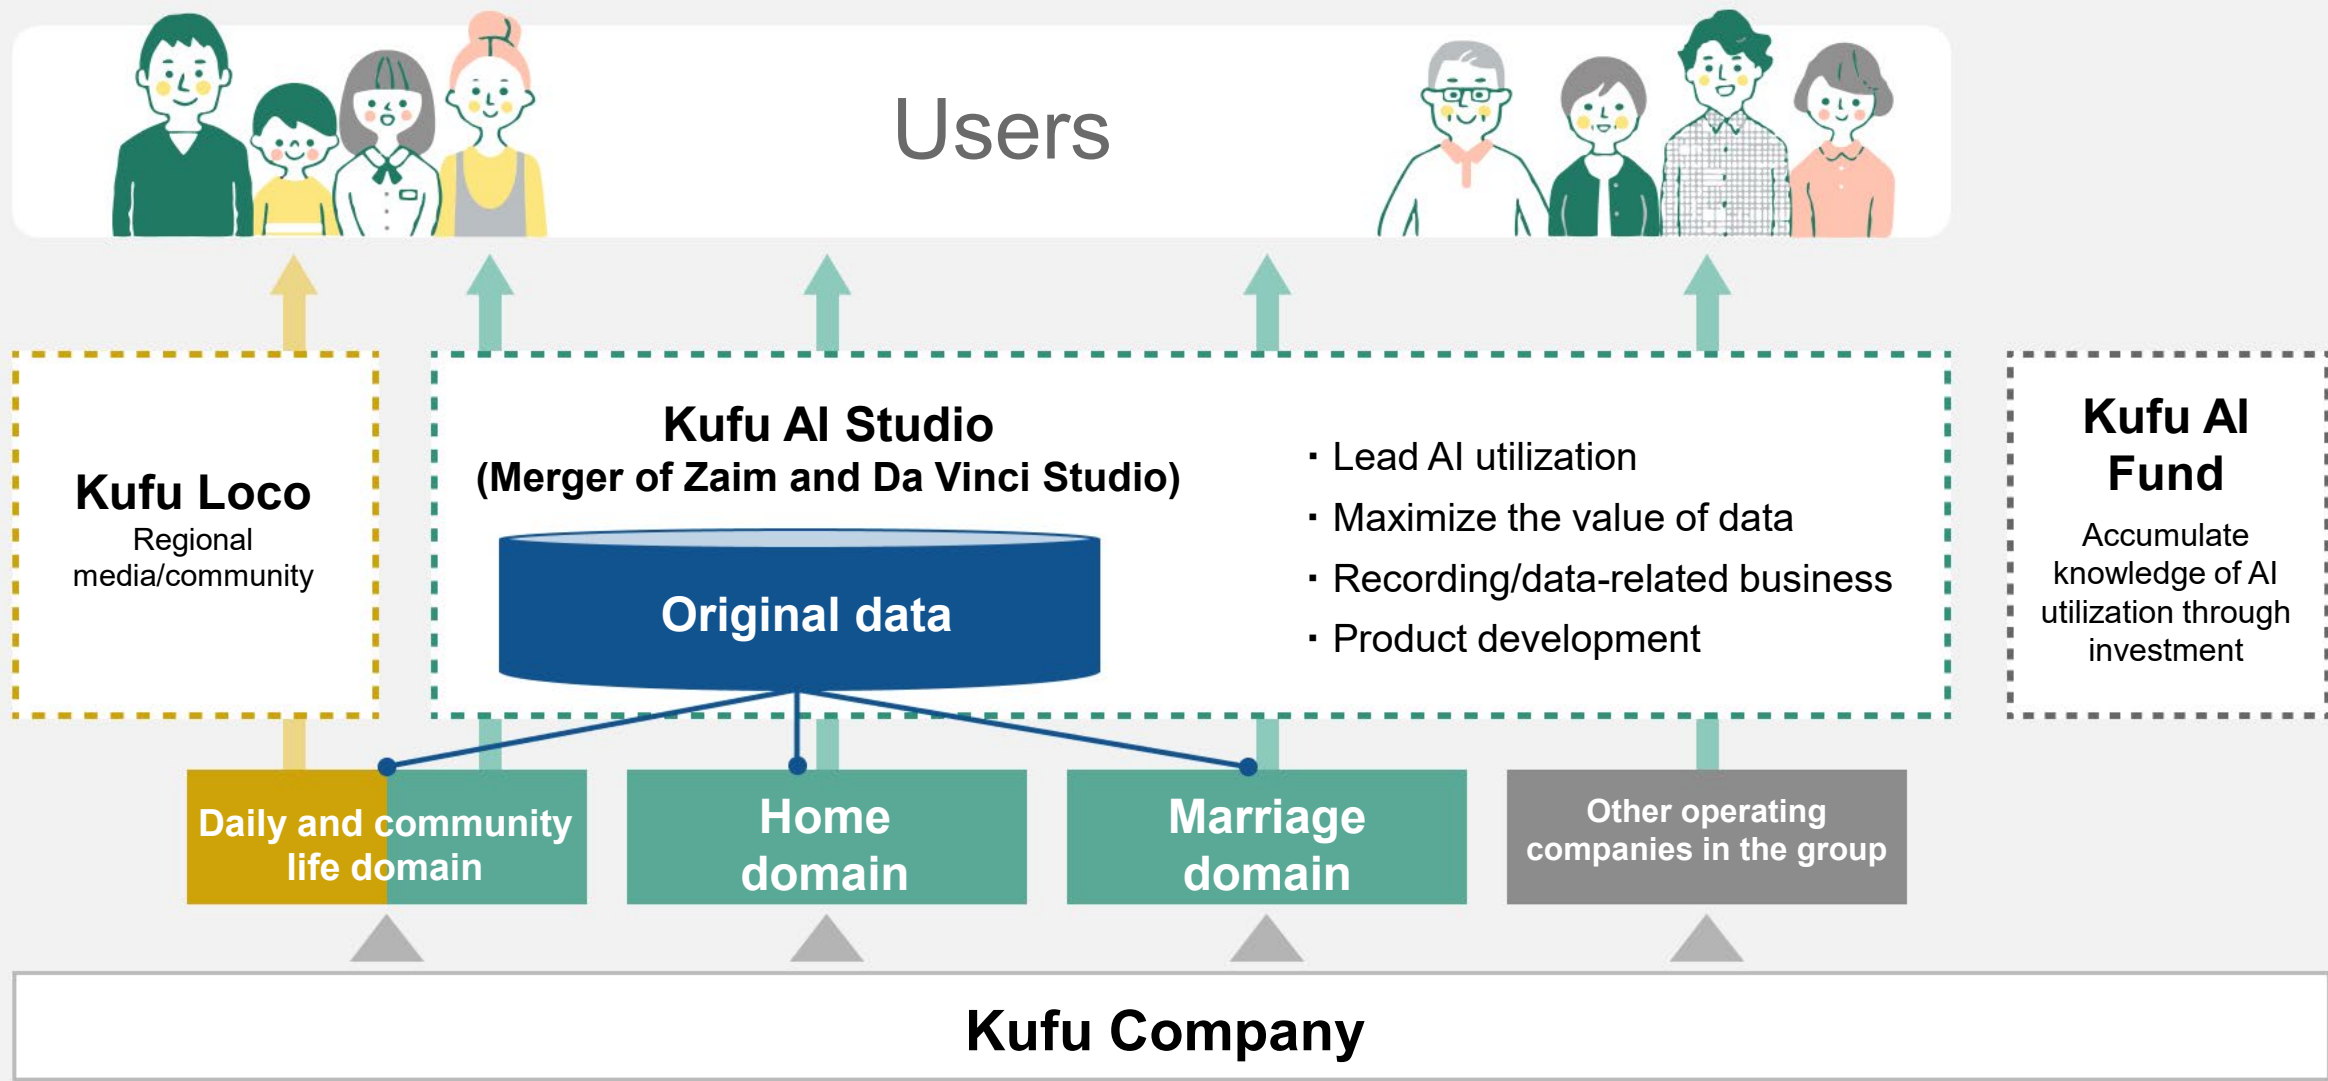 Users
Kufu Loco
Regional
media/community
Kufu AI Studio
(Merger of Zaim and Da Vinci Studio)
Original data
・Lead AI utilization
・Maximize the value of data
・Recording/data-related business
・Product development
Kufu AI
Fund
Accumulate
knowledge of AI
utilization through
investment
Daily and community
life domain
Home
domain
Marriage
domain
Other operating
companies in the group
Kufu Company